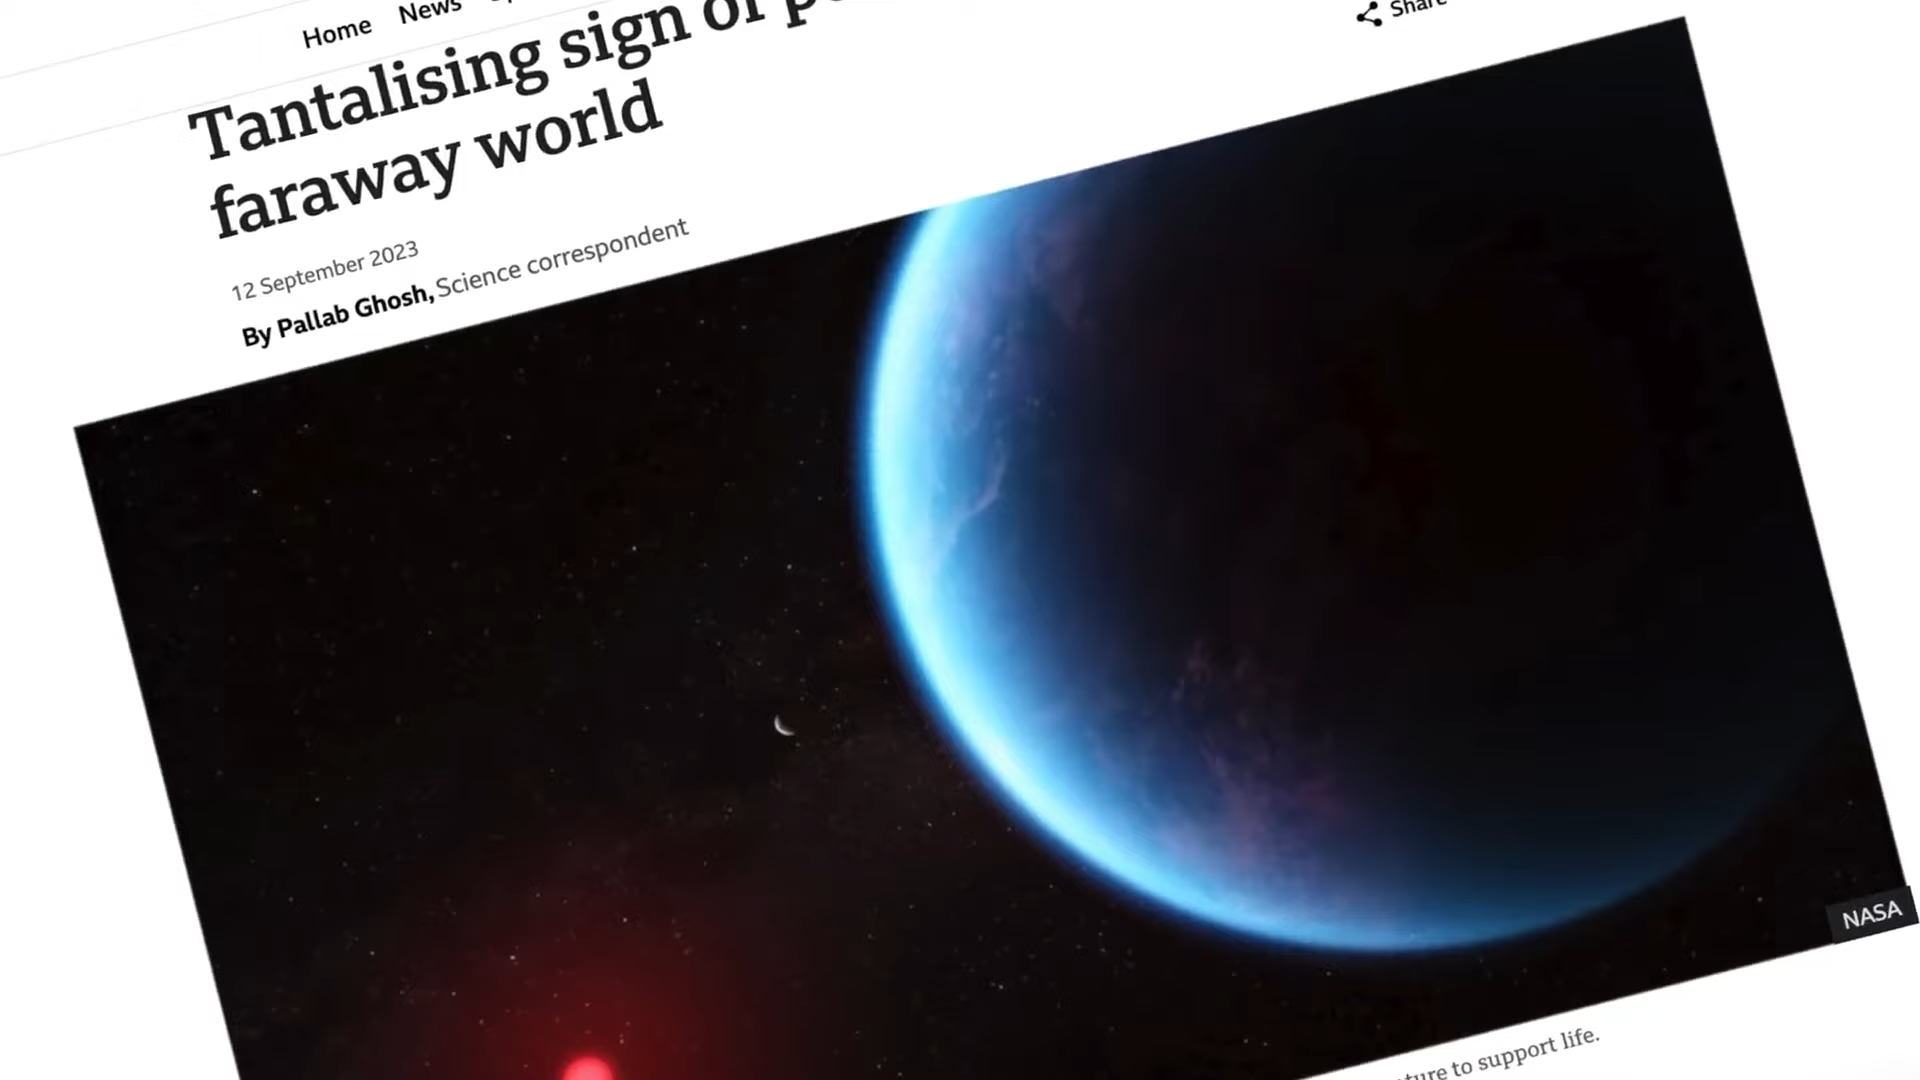 Home News
Share
Tantalising sign of
faraway world
12 September 2023
By Pallab Ghosh, Science correspondent
NASA
to support life.